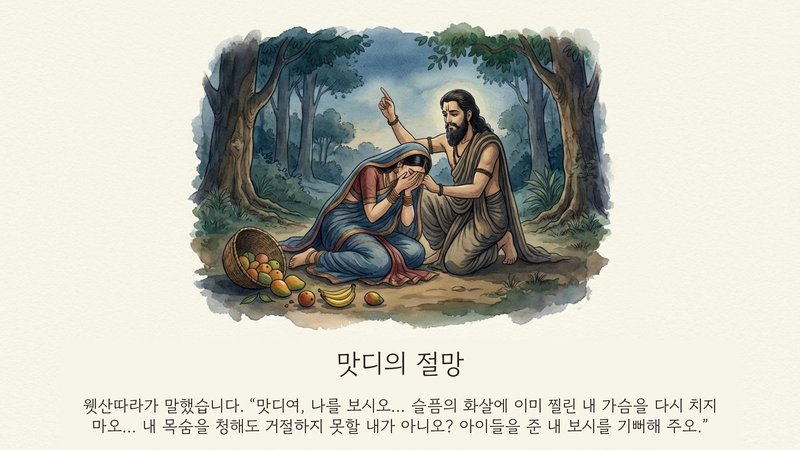 맛디의 절망
웻산따라가 말했습니다. “맛디여, 나를 보시오... 슬픔의 화살에 이미 찔린 내 가슴을 다시 치지
마오... 내 목숨을 청해도 거절하지 못할 내가 아니오? 아이들을 준 내 보시를 기뻐해 주오.”